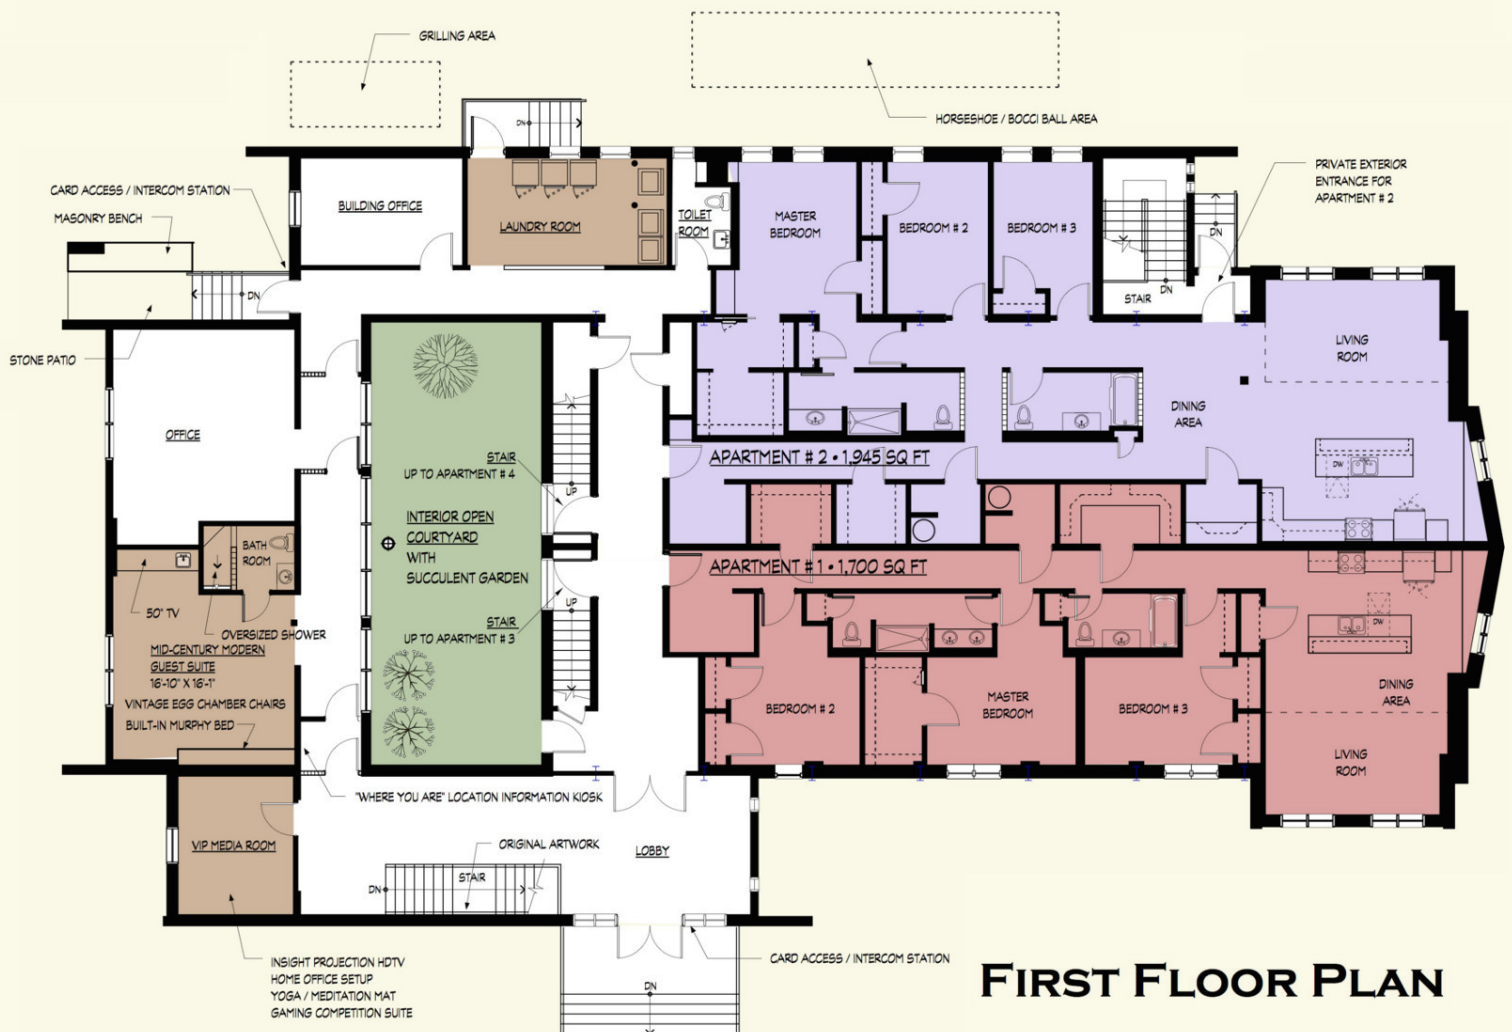 GRILLING AREA
HORSESHOE / BOCCI BALL AREA
DN
CARD ACCESS / INTERCOM STATION
MASONRY BENCH
BUILDING OFFICE
LAUNDRY ROOM
TOILET
ROOM
MASTER
BEDROOM
BEDROOM # 2
BEDROOM # 3
PRIVATE EXTERIOR
ENTRANCE FOR
APARTMENT # 2
DN
DN
STAIR
DN
STONE PATIO
LIVING
ROOM
OFFICE
DINING
AREA
STAIR
UP TO APARTMENT # 4
UP
APARTMENT # 2 • 1,945 SQ FT
DW
INTERIOR OPEN
COURTYARD
WITH
SUCCULENT GARDEN
BATH
ROOM
APARTMENT # 1 • 1,700 SQ FT
50" TV
OVERSIZED SHOWER
UP
STAIR
UP TO APARTMENT # 3
DW
MID-CENTURY MODERN
GUEST SUITE
16'-10" X 16'-1"
VINTAGE EGG CHAMBER CHAIRS
BUILT-IN MURPHY BED
BEDROOM # 2
MASTER
BEDROOM
BEDROOM # 3
DINING
AREA
LIVING
ROOM
"WHERE YOU ARE" LOCATION INFORMATION KIOSK
VIP MEDIA ROOM
ORIGINAL ARTWORK
LOBBY
DN
STAIR
INSIGHT PROJECTION HDTV
HOME OFFICE SETUP
YOGA / MEDITATION MAT
GAMING COMPETITION SUITE
CARD ACCESS / INTERCOM STATION
DN
FIRST FLOOR PLAN